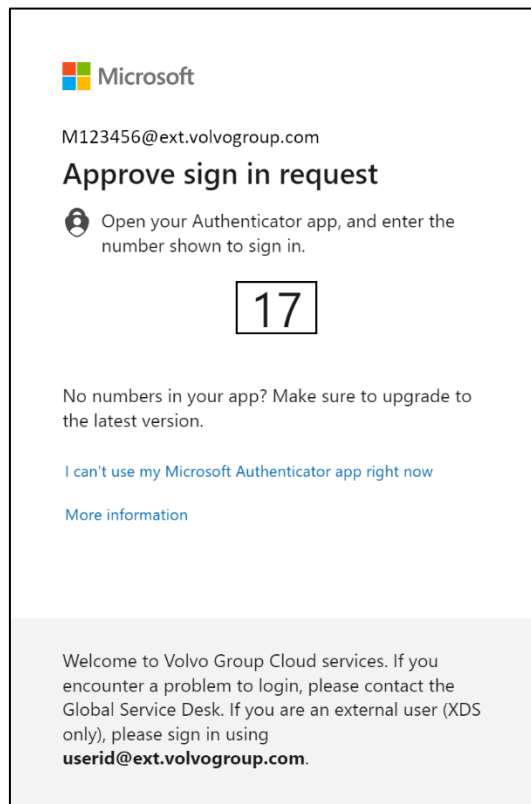 Microsoft
M123456@ext.volvogroup.com
Approve sign in request
Open your Authenticator app, and enter the
number shown to sign in.
17
No numbers in your app? Make sure to upgrade to
the latest version.
I can't use my Microsoft Authenticator app right now
More information
Welcome to Volvo Group Cloud services. If you
encounter a problem to login, please contact the
Global Service Desk. If you are an external user (XDS
only), please sign in using
userid@ext.volvogroup.com.